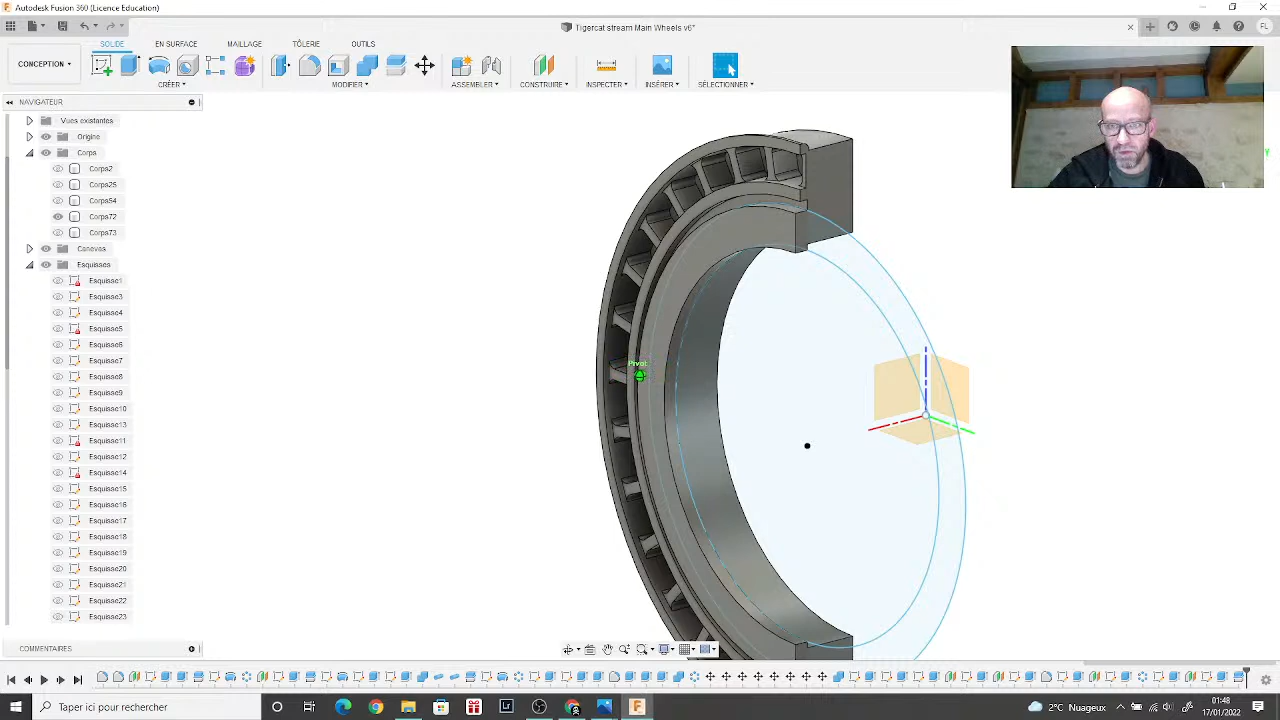 Autodesk Fusion 360 (Licence Education)
Tigercat stream Main Wheels v6*
FL
SOLIDE EN SURFACE MAILLAGE TÔLERIE OUTILS
CONCEPTION
CRÉER MODIFIER ASSEMBLER CONSTRUIRE INSPECTER INSÉRER SÉLECTIONNER
NAVIGATEUR
Vues existantes
Origine
Corps
Corps2
Corps25
Corps54
Corps72
Corps73
Canevas
Esquisses
Esquisse1
Esquisse3
Esquisse4
Esquisse5
Esquisse6
Esquisse7
Esquisse8
Esquisse9
Esquisse10
Esquisse13
Esquisse11
Esquisse12
Esquisse14
Esquisse15
Esquisse16
Esquisse17
Esquisse18
Esquisse19
Esquisse20
Esquisse21
Esquisse22
Esquisse23
Pivot
Y
COMMENTAIRES
Taper ici pour rechercher
2°C Nuageux
01:48
17/01/2022